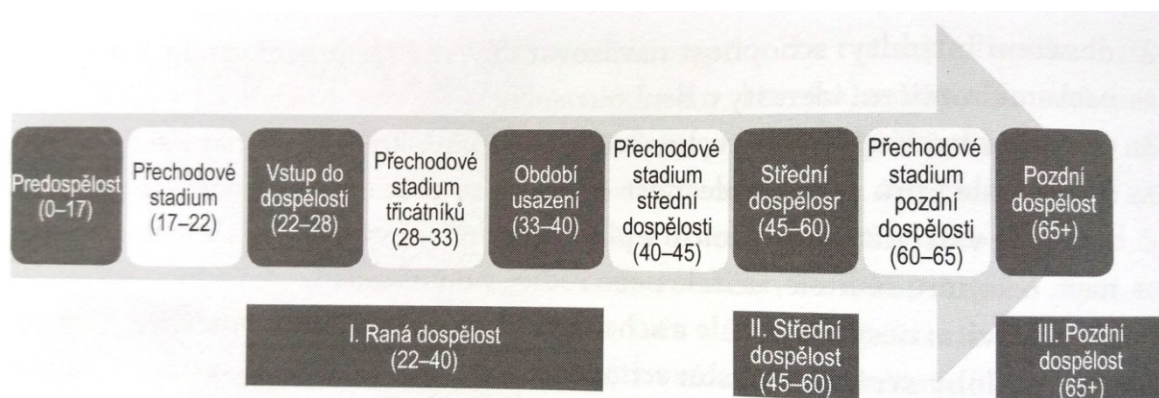 Predospělost
(0–17)
Přechodové
stadium
(17–22)
Vstup do
dospělosti
(22–28)
Přechodové
stadium
třicátníků
(28–33)
Období
usazení
(33–40)
Přechodové
stadium
střední
dospělosti
(40–45)
Střední
dospělosr
(45–60)
Přechodové
stadium
pozdní
dospělosti
(60–65)
Pozdní
dospělost
(65+)
I. Raná dospělost
(22–40)
II. Střední
dospělost
(45–60)
III. Pozdní
dospělost
(65+)